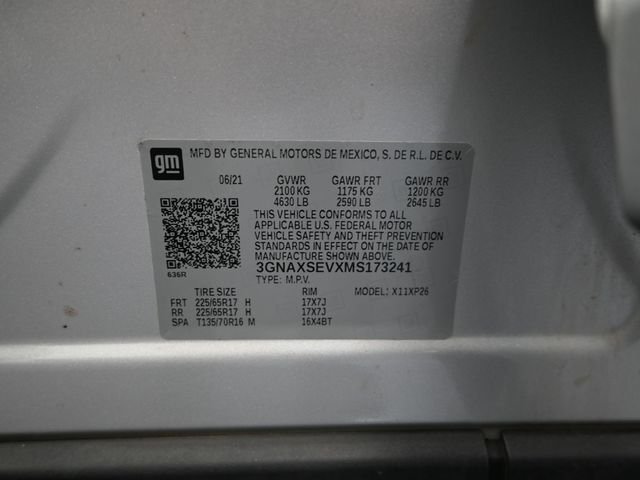 gm MFD BY GENERAL MOTORS DE MEXICO, S. DE R.L. DE C.V.
06/21 GVWR GAWR FRT GAWR RR
2100 KG 1175 KG 1200 KG
4630 LB 2590 LB 2645 LB
THIS VEHICLE CONFORMS TO ALL
APPLICABLE U.S. FEDERAL MOTOR
VEHICLE SAFETY AND THEFT PREVENTION
STANDARDS IN EFFECT ON THE DATE OF
MANUFACTURE SHOWN ABOVE.
3GNAXSEVXMS173241
636R TYPE: M.P.V.
TIRE SIZE RIM MODEL: X11XP26
FRT 225/65R17 H 17X7J
RR 225/65R17 H 17X7J
SPA T135/70R16 M 16X4BT